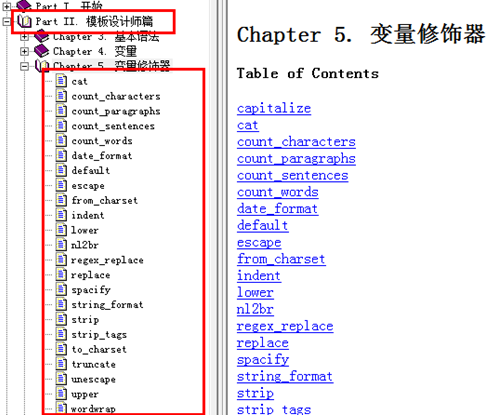 Part I. 开始
Part II. 模板设计师篇
Chapter 3. 基本语法
Chapter 4. 变量
Chapter 5. 变量修饰器
cat
count_characters
count_paragraphs
count_sentences
count_words
date_format
default
escape
from_charset
indent
lower
nl2br
regex_replace
replace
spacify
string_format
strip
strip_tags
to_charset
truncate
unescape
upper
wordwrap
Chapter 5. 变量修饰器
Table of Contents
capitalize
cat
count_characters
count_paragraphs
count_sentences
count_words
date_format
default
escape
from_charset
indent
lower
nl2br
regex_replace
replace
spacify
string_format
strip
strip_tags